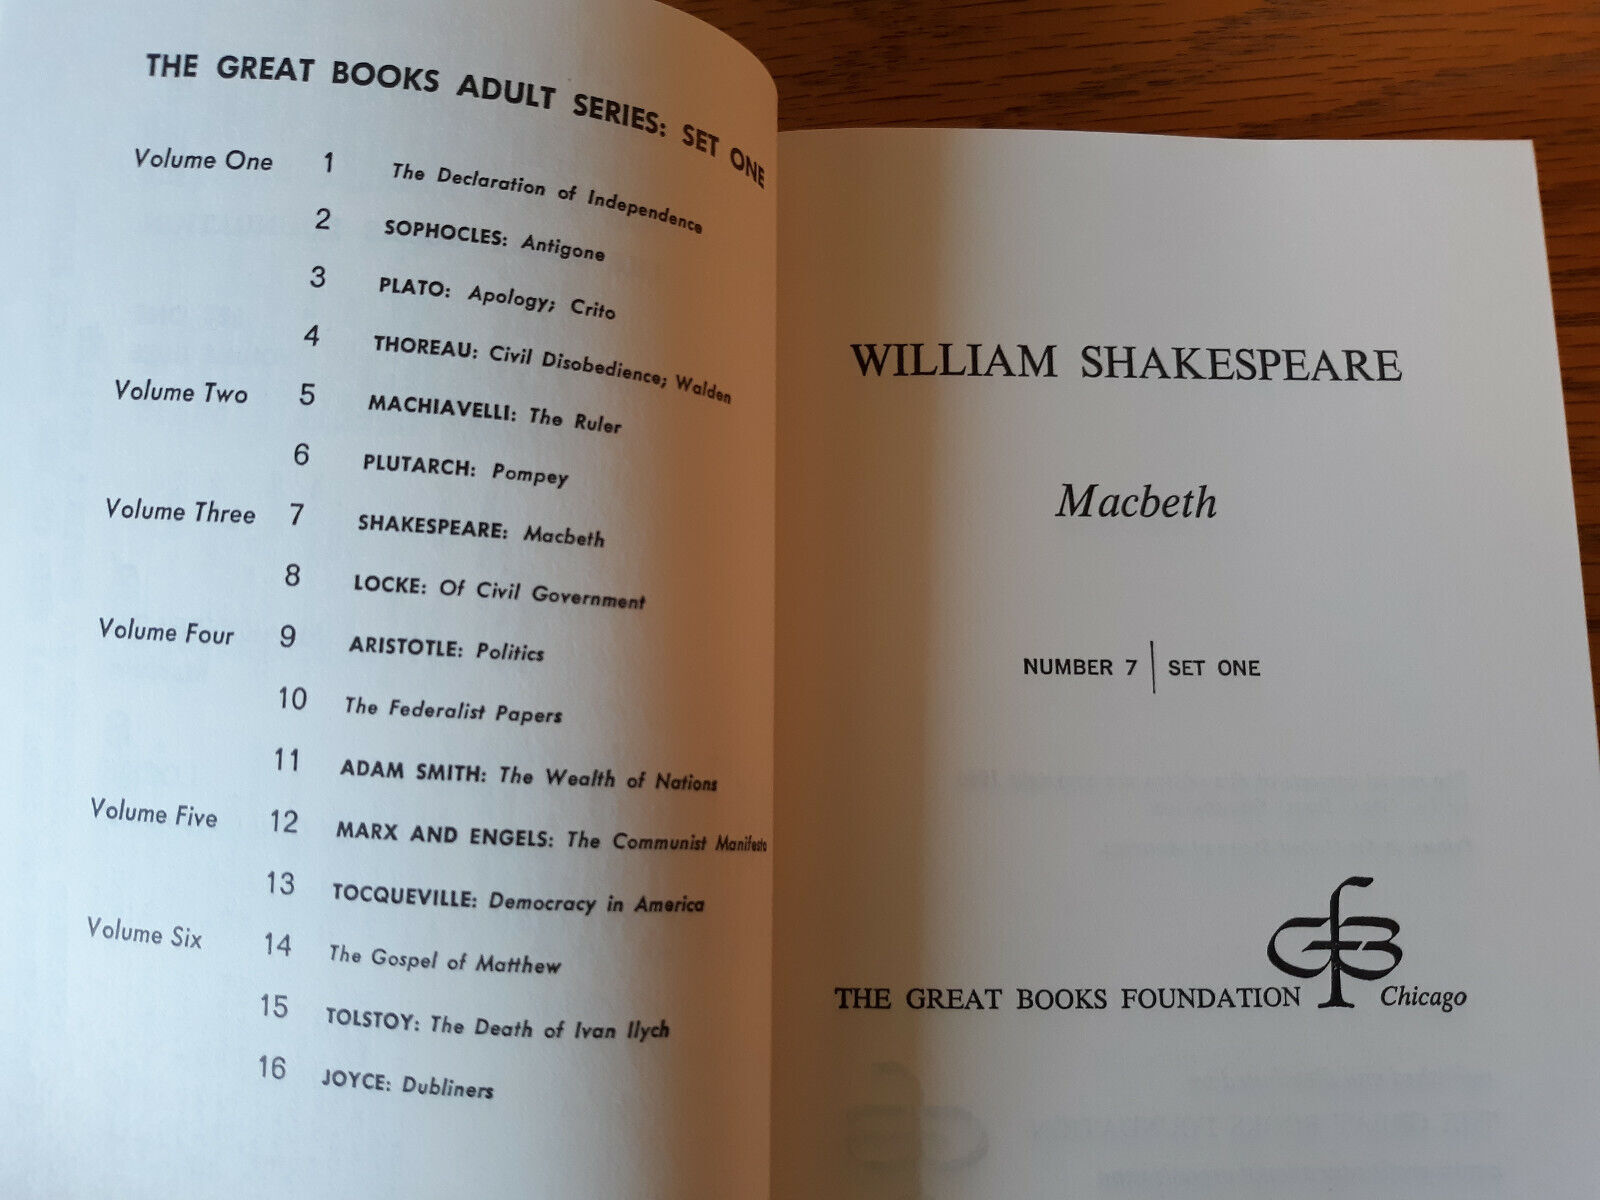 THE GREAT BOOKS ADULT SERIES: SET ONE
Volume One 1 The Declaration of Independence
2 SOPHOCLES: Antigone
3 PLATO: Apology; Crito
4 THOREAU: Civil Disobedience; Walden
Volume Two 5 MACHIAVELLI: The Ruler
6 PLUTARCH: Pompey
Volume Three 7 SHAKESPEARE: Macbeth
8 LOCKE: Of Civil Government
Volume Four 9 ARISTOTLE: Politics
10 The Federalist Papers
11 ADAM SMITH: The Wealth of Nations
Volume Five 12 MARX AND ENGELS: The Communist Manifesto
13 TOCQUEVILLE: Democracy in America
Volume Six 14 The Gospel of Matthew
15 TOLSTOY: The Death of Ivan Ilych
16 JOYCE: Dubliners
WILLIAM SHAKESPEARE
Macbeth
NUMBER 7 | SET ONE
GB
THE GREAT BOOKS FOUNDATION Chicago